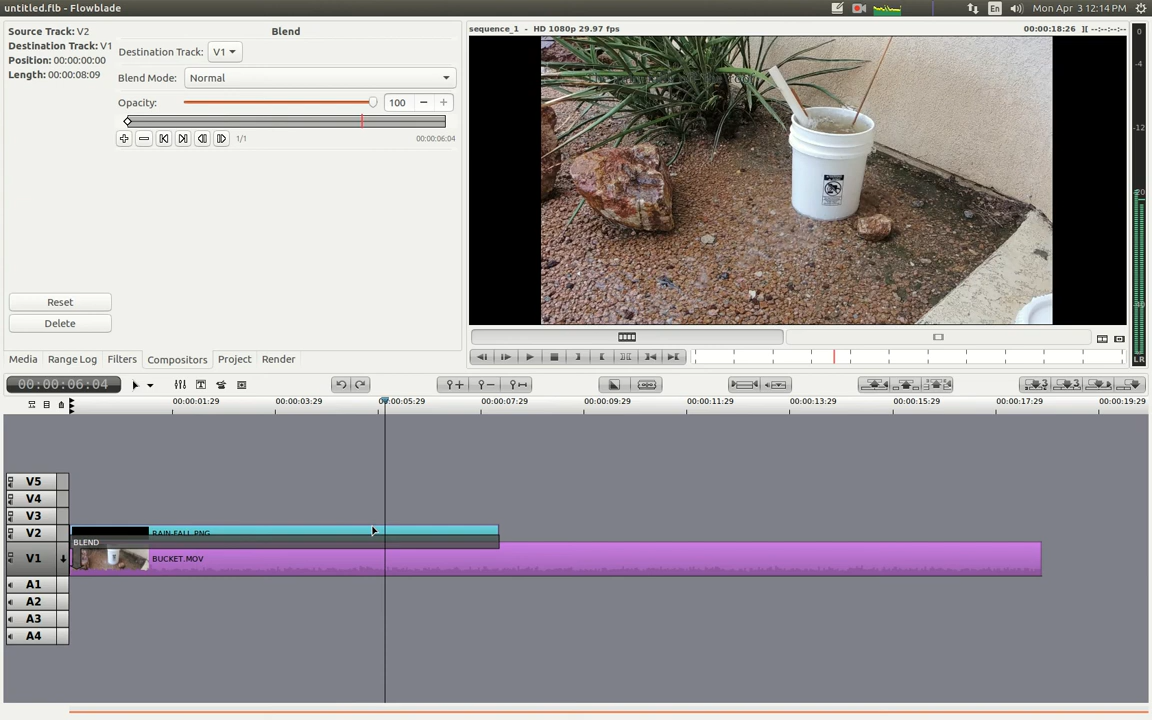 untitled.flb - Flowblade
En
Mon Apr 3 12:14 PM
Source Track: V2
Destination Track: V1
Position: 00:00:00:00
Length: 00:00:08:09
Blend
Destination Track: V1
Blend Mode: Normal
Opacity: 100
1/1
00:00:06:04
Reset
Delete
Media
Range Log
Filters
Compositors
Project
Render
sequence_1 - HD 1080p 29.97 fps
00:00:18:26
][ --:--:--:--
0
-4
-12
-20
-40
L R
00:00:06:04
00:00:01:29
00:00:03:29
00:00:05:29
00:00:07:29
00:00:09:29
00:00:11:29
00:00:13:29
00:00:15:29
00:00:17:29
00:00:19:29
V5
V4
V3
V2
RAIN-FALL.PNG
BLEND
V1
BUCKET.MOV
A1
A2
A3
A4